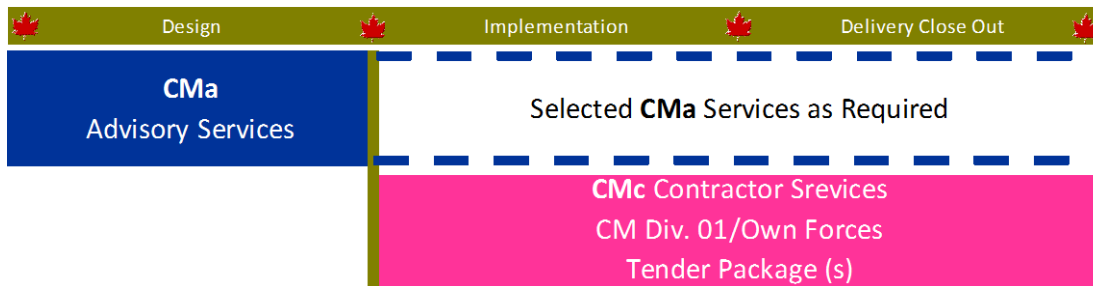 Design
Implementation
Delivery Close Out
CMa
Advisory Services
Selected CMa Services as Required
CMc Contractor Srevices
CM Div. 01/Own Forces
Tender Package (s)